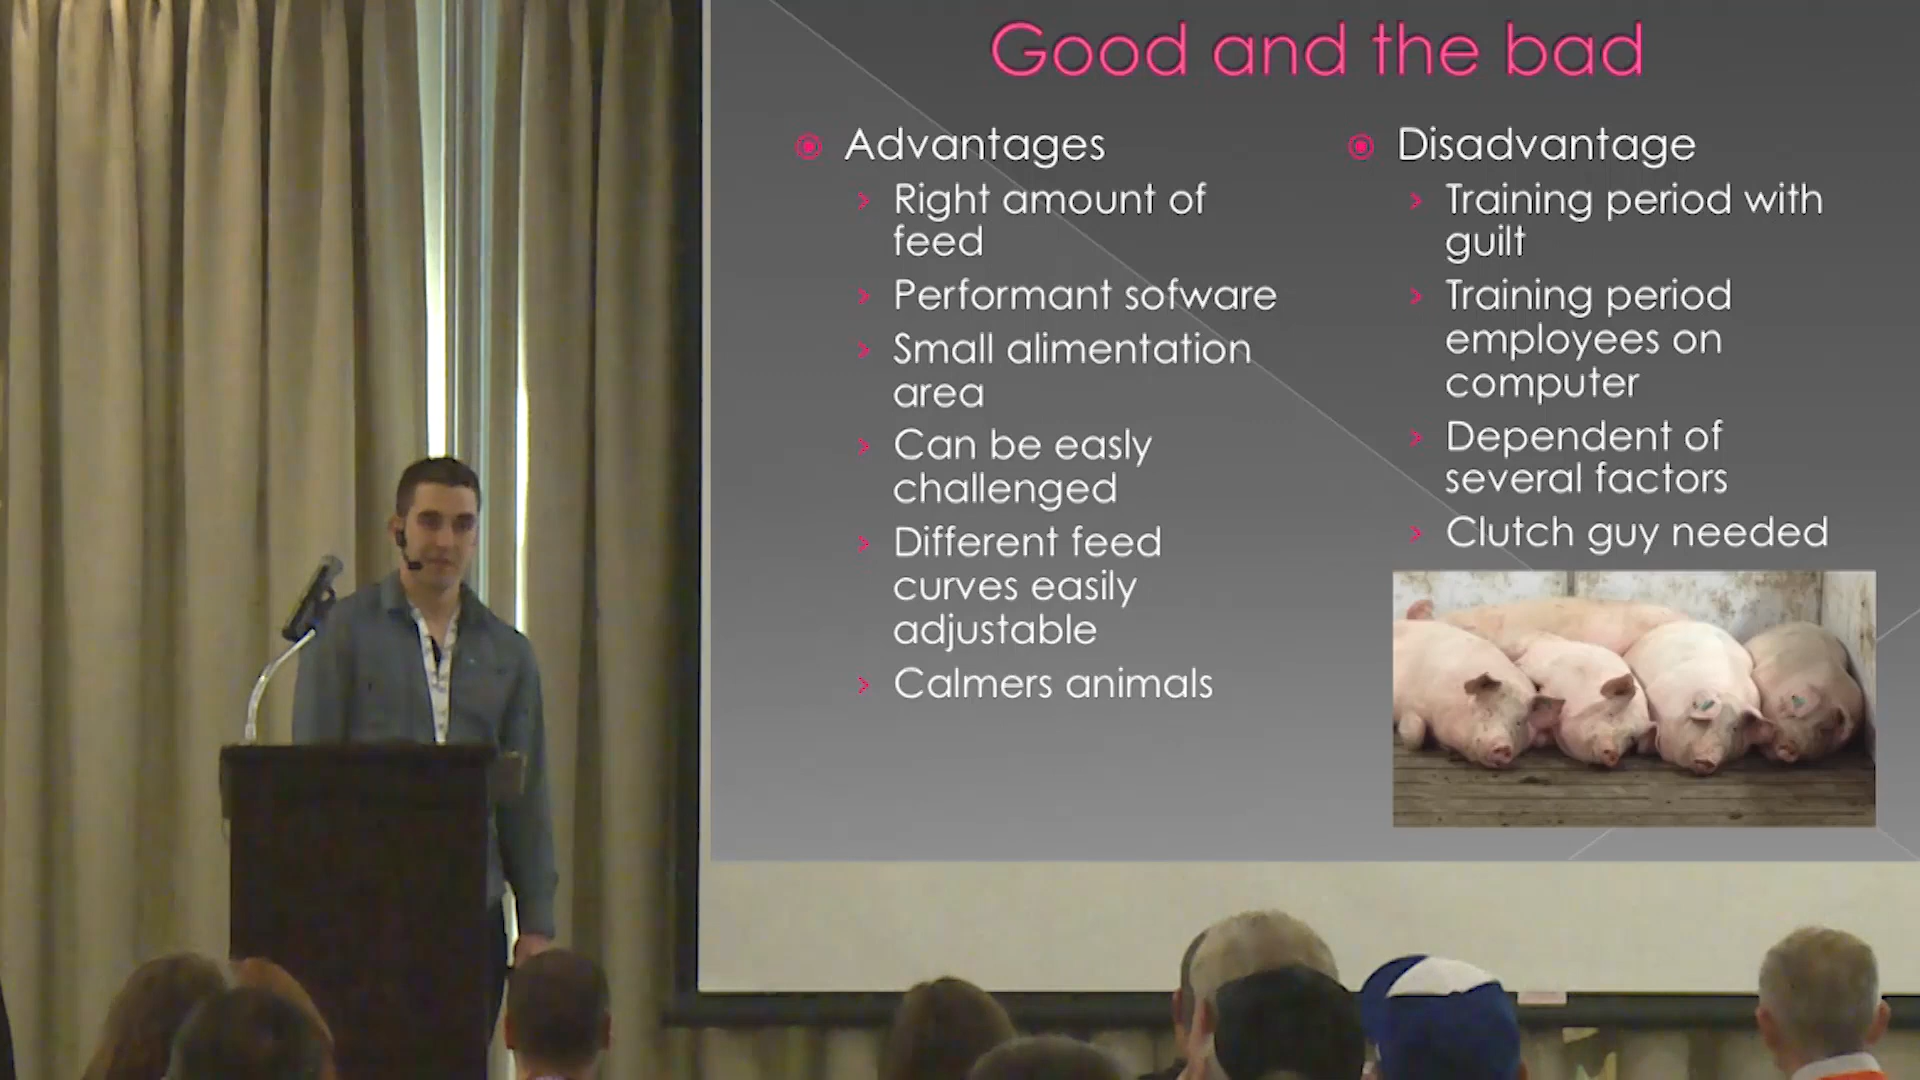 Good and the bad
Advantages
Right amount of
feed
Performant sofware
Small alimentation
area
Can be easly
challenged
Different feed
curves easily
adjustable
Calmers animals
Disadvantage
Training period with
guilt
Training period
employees on
computer
Dependent of
several factors
Clutch guy needed